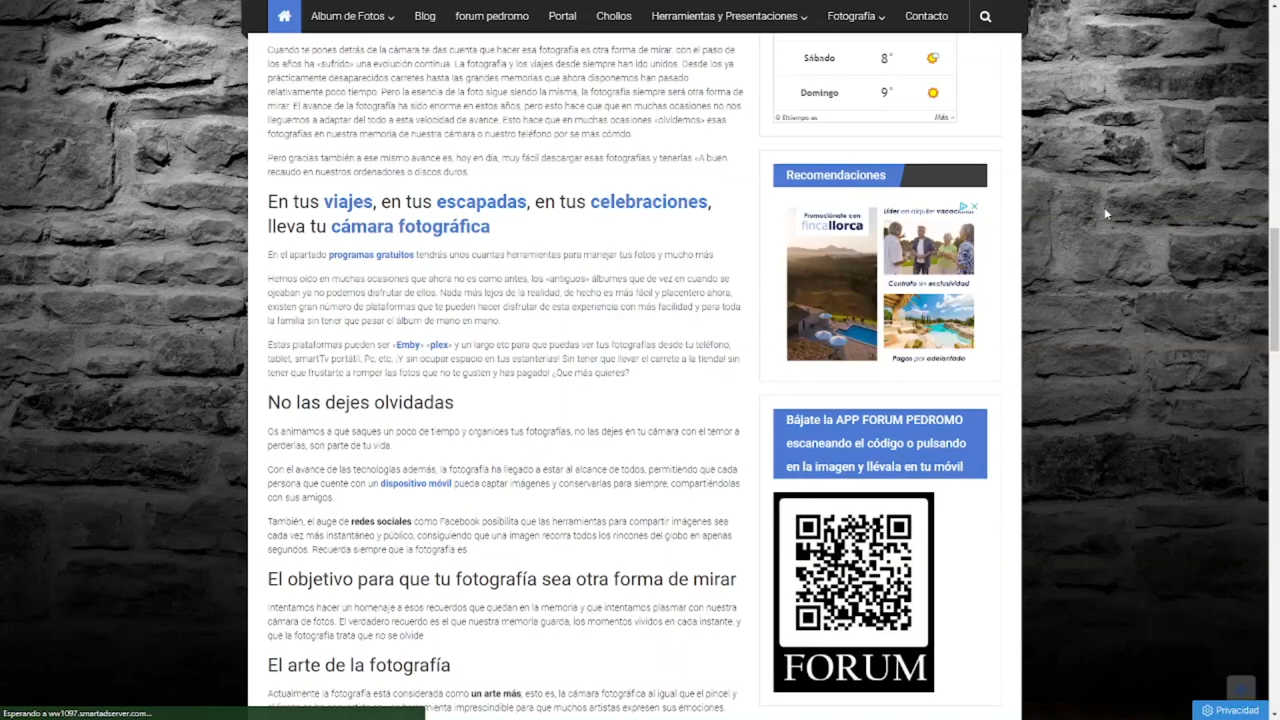 Album de Fotos Blog forum pedromo Portal Chollos Herramientas y Presentaciones Fotografía Contacto
Cuando te pones detrás de la cámara te das cuenta que hacer esa fotografía es otra forma de mirar, con el paso de
los años ha «sufrido» una evolución continua. La fotografía y los viajes desde siempre han ido unidos. Desde los ya
prácticamente desaparecidos carretes hasta las grandes memorias que ahora disponemos han pasado
relativamente poco tiempo. Pero la esencia de la foto sigue siendo la misma, la fotografía siempre será otra forma de
mirar. El avance de la fotografía ha sido enorme en estos años, pero esto hace que que en muchas ocasiones no nos
lleguemos a adaptar del todo a esta velocidad de avance. Esto hace que en muchas ocasiones «olvidemos» esas
fotografías en nuestra memoria de nuestra cámara o nuestro teléfono por se más cómdo.
Pero gracias también a ese mismo avance es, hoy en día, muy fácil descargar esas fotografías y tenerlas «A buen
recaudo en nuestros ordenadores o discos duros.
En tus viajes, en tus escapadas, en tus celebraciones,
lleva tu cámara fotográfica
En el apartado programas gratuitos tendrás unos cuantas herramientas para manejar tus fotos y mucho más
Hemos oído en muchas ocasiones que ahora no es como antes, los «antiguos» álbumes que de vez en cuando se
ojeaban ya no podemos disfrutar de ellos. Nada más lejos de la realidad, de hecho es más fácil y placentero ahora,
existen gran número de plataformas que te pueden hacer disfrutar de esta experiencia con más facilidad y para toda
la familia sin tener que pasar el álbum de mano en mano.
Estas plataformas pueden ser «Emby» «plex» y un largo etc para que puedas ver tus fotografías desde tu teléfono,
tablet, smartTv portátil, Pc, etc. ¡Y sin ocupar espacio en tus estanterias! Sin tener que llevar el carrete a la tienda! sin
tener que frustarte a romper las fotos que no te gusten y has pagado! ¿Que más quieres?
No las dejes olvidadas
Os animamos a que saques un poco de tiempo y organices tus fotografías, no las dejes en tu cámara con el temor a
perderlas, son parte de tu vida.
Con el avance de las tecnologías además, la fotografía ha llegado a estar al alcance de todos, permitiendo que cada
persona que cuente con un dispositivo móvil pueda captar imágenes y conservarlas para siempre, compartiéndolas
con sus amigos.
También, el auge de redes sociales como Facebook posibilita que las herramientas para compartir imágenes sea
cada vez más instantáneo y público, consiguiendo que una imagen recorra todos los rincones del globo en apenas
segundos. Recuerda siempre que la fotografía es
El objetivo para que tu fotografía sea otra forma de mirar
Intentamos hacer un homenaje a esos recuerdos que quedan en la memoria y que intentamos plasmar con nuestra
cámara de fotos. El verdadero recuerdo es el que nuestra memoria guarda, los momentos vividos en cada instante, y
que la fotografía trata que no se olvide
El arte de la fotografía
Actualmente la fotografía está considerada como un arte más, esto es, la cámara fotográfica al igual que el pincel y
herramienta imprescindible para que muchos artistas expresen sus emociones.
Sábado 8°
Domingo 9°
© Eltiempo.es Más
Recomendaciones
Promociónate con
fincallorca
Líder en alquiler vacacional
Contrato sin exclusividad
Pagos por adelantado
Bájate la APP FORUM PEDROMO
escaneando el código o pulsando
en la imagen y llévala en tu móvil
FORUM
Esperando a ww1097.smartadserver.com...
Privacidad